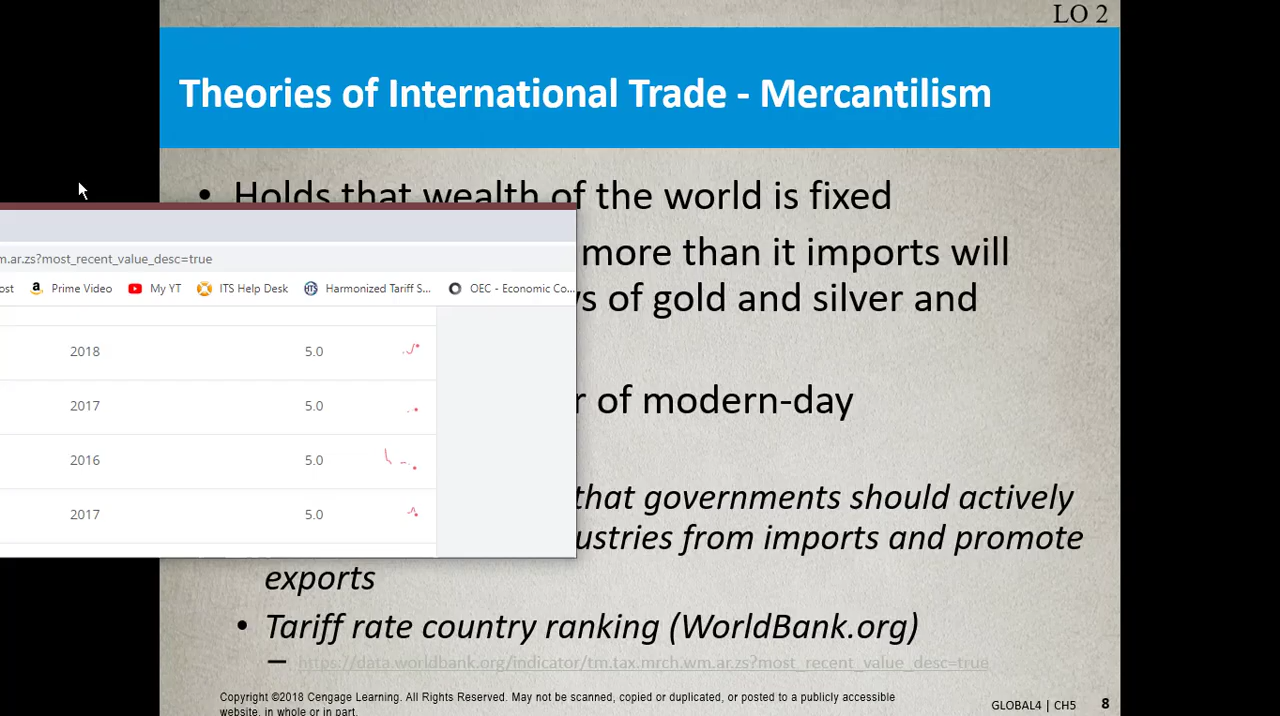 LO 2
Theories of International Trade - Mercantilism
• Holds that wealth of the world is fixed
more than it imports will
of gold and silver and
of modern-day
that governments should actively
from imports and promote
exports
• Tariff rate country ranking (WorldBank.org)
– https://data.worldbank.org/indicator/tm.tax.mrch.wm.ar.zs?most_recent_value_desc=true
m.ar.zs?most_recent_value_desc=true
ost Prime Video My YT ITS Help Desk Harmonized Tariff S... OEC - Economic Co...
2018 5.0
2017 5.0
2016 5.0
2017 5.0
Copyright ©2018 Cengage Learning. All Rights Reserved. May not be scanned, copied or duplicated, or posted to a publicly accessible
website, in whole or in part.
GLOBAL4 | CH5 8